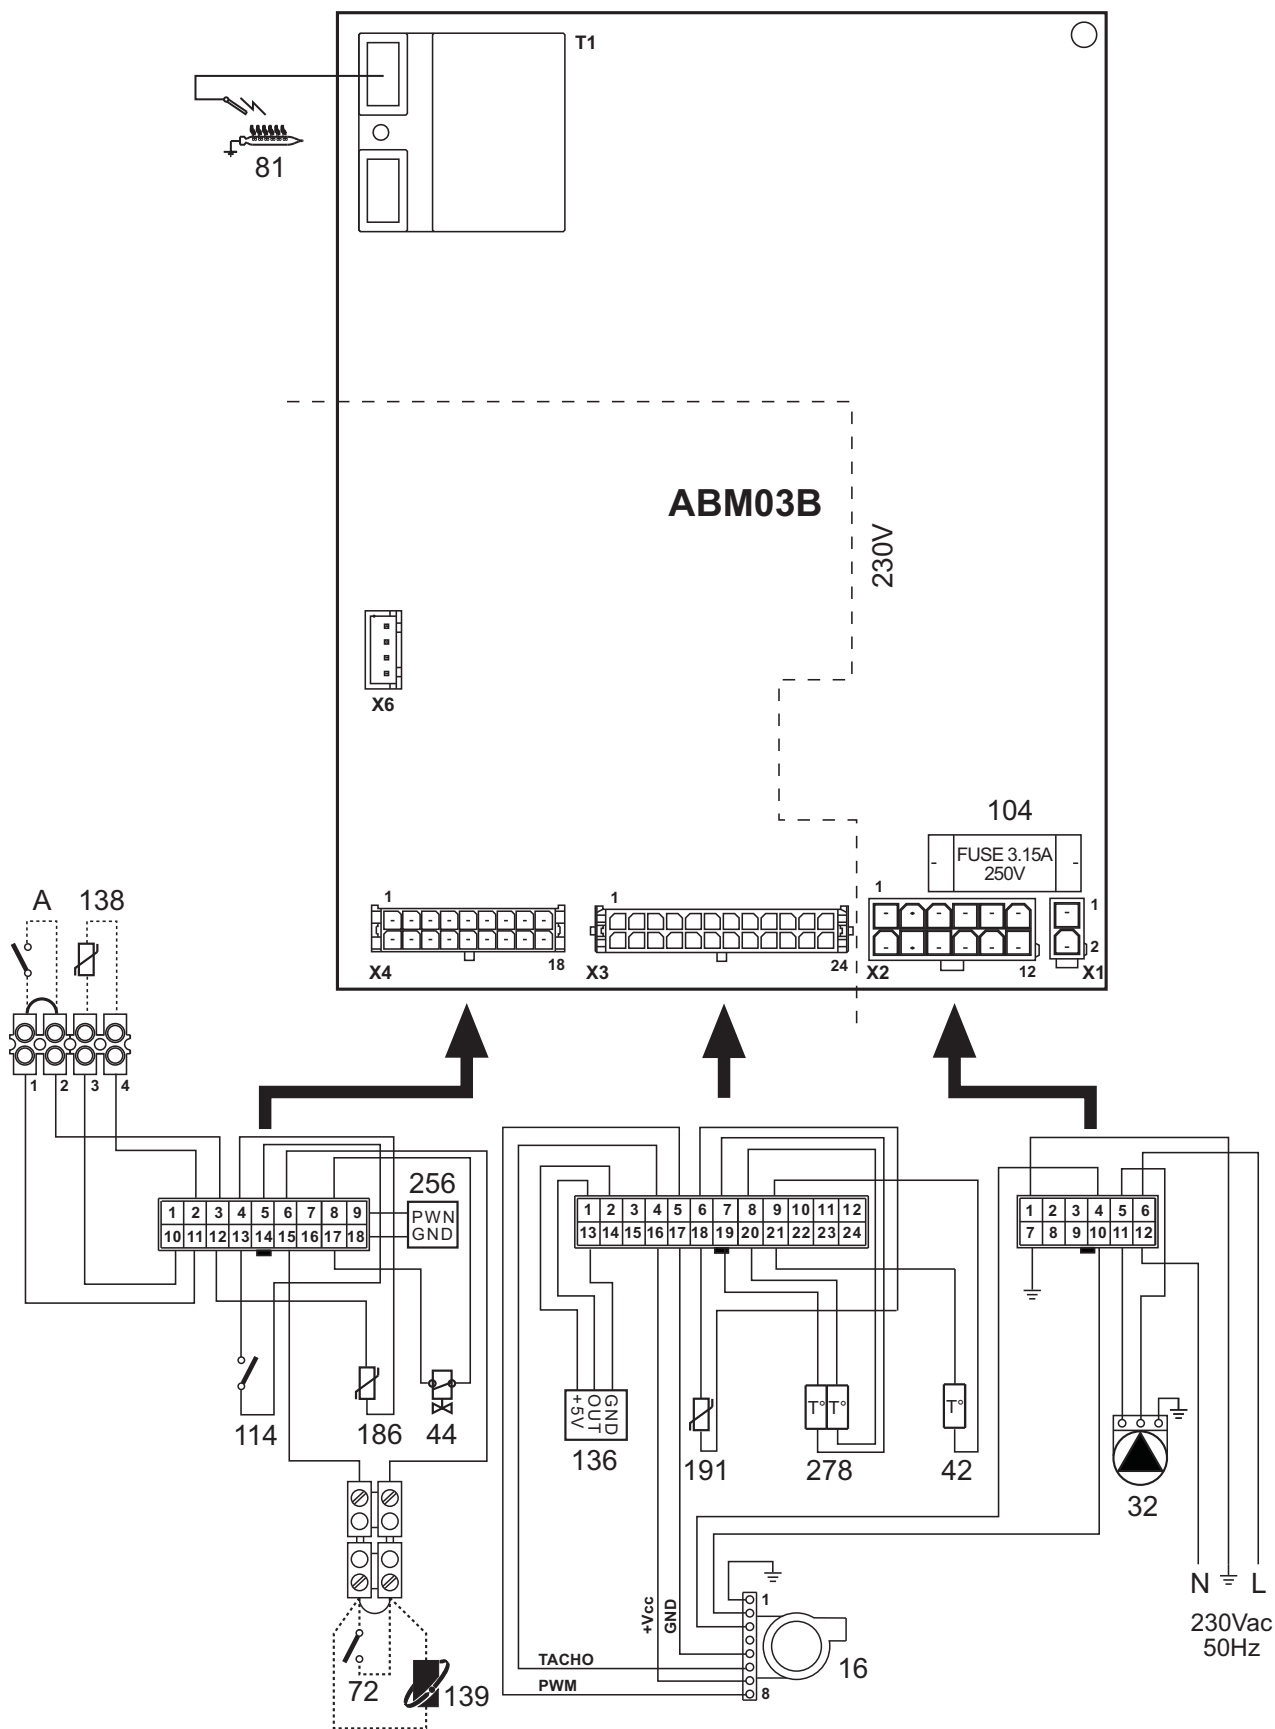 T1
81
ABM03B
230V
X6
104
FUSE 3.15A
250V
1
1
1
1
2
X4
18
X3
24
X2
12
X1
A
138
1
2
3
4
256
PWN
GND
1 2 3 4 5 6 7 8 9
10 11 12 13 14 15 16 17 18
1 2 3 4 5 6 7 8 9 10 11 12
13 14 15 16 17 18 19 20 21 22 23 24
1 2 3 4 5 6
7 8 9 10 11 12
114
186
44
+5V
OUT
GND
136
191
T° T°
278
T°
42
32
N
L
230Vac
50Hz
+Vcc
GND
TACHO
PWM
1
8
16
72
139